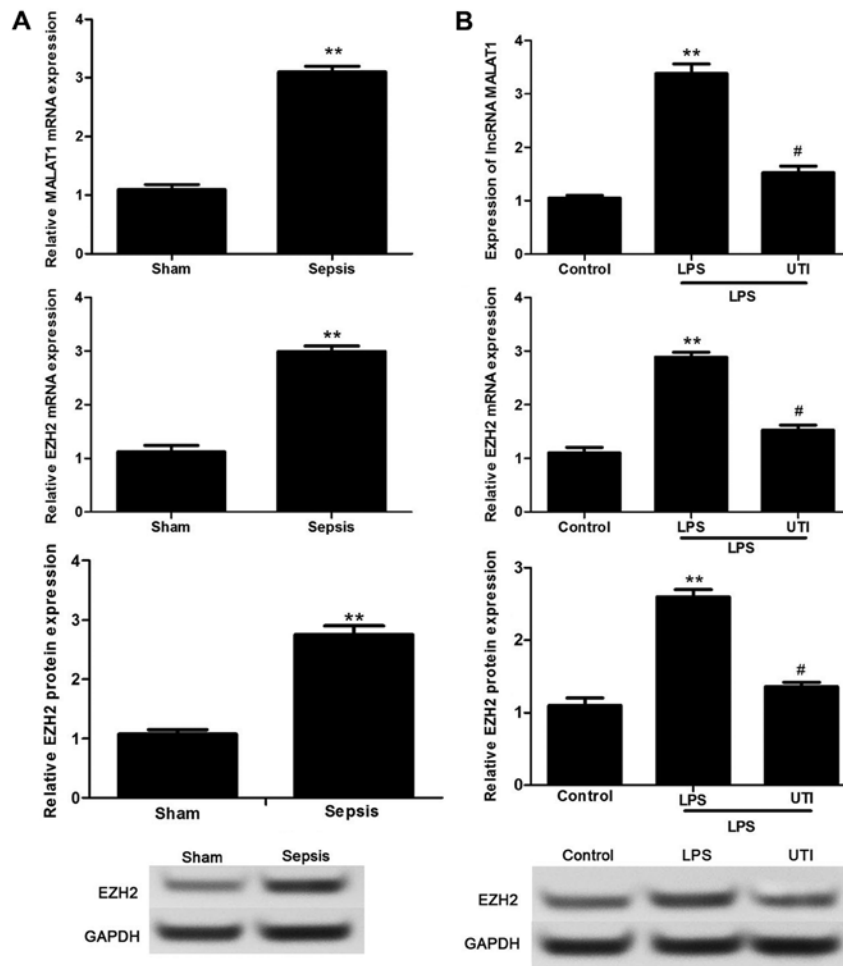 A
Relative MALAT1 mRNA expression
4
3
2
1
0
**
Sham Sepsis
Relative EZH2 mRNA expression
4
3
2
1
0
**
Sham Sepsis
Relative EZH2 protein expression
4
3
2
1
0
**
Sham Sepsis
Sham Sepsis
EZH2
GAPDH
B
Expression of lncRNA MALAT1
4
3
2
1
0
**
#
Control LPS UTI
LPS
Relative EZH2 mRNA expression
4
3
2
1
0
**
#
Control LPS UTI
LPS
Relative EZH2 protein expression
3
2
1
0
**
#
Control LPS UTI
LPS
Control LPS UTI
EZH2
GAPDH